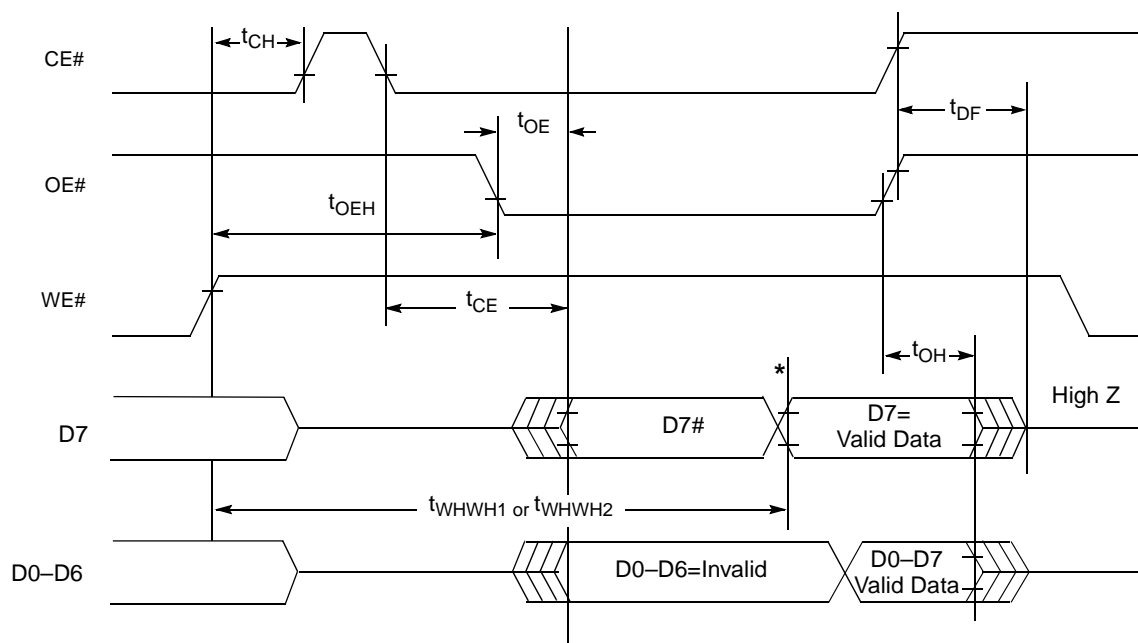 CE#
tCH
tDF
tOE
OE#
tOEH
WE#
tCE
tOH
*
High Z
D7
D7#
D7=
Valid Data
tWHWH1 or tWHWH2
D0–D6
D0–D6=Invalid
D0–D7
Valid Data